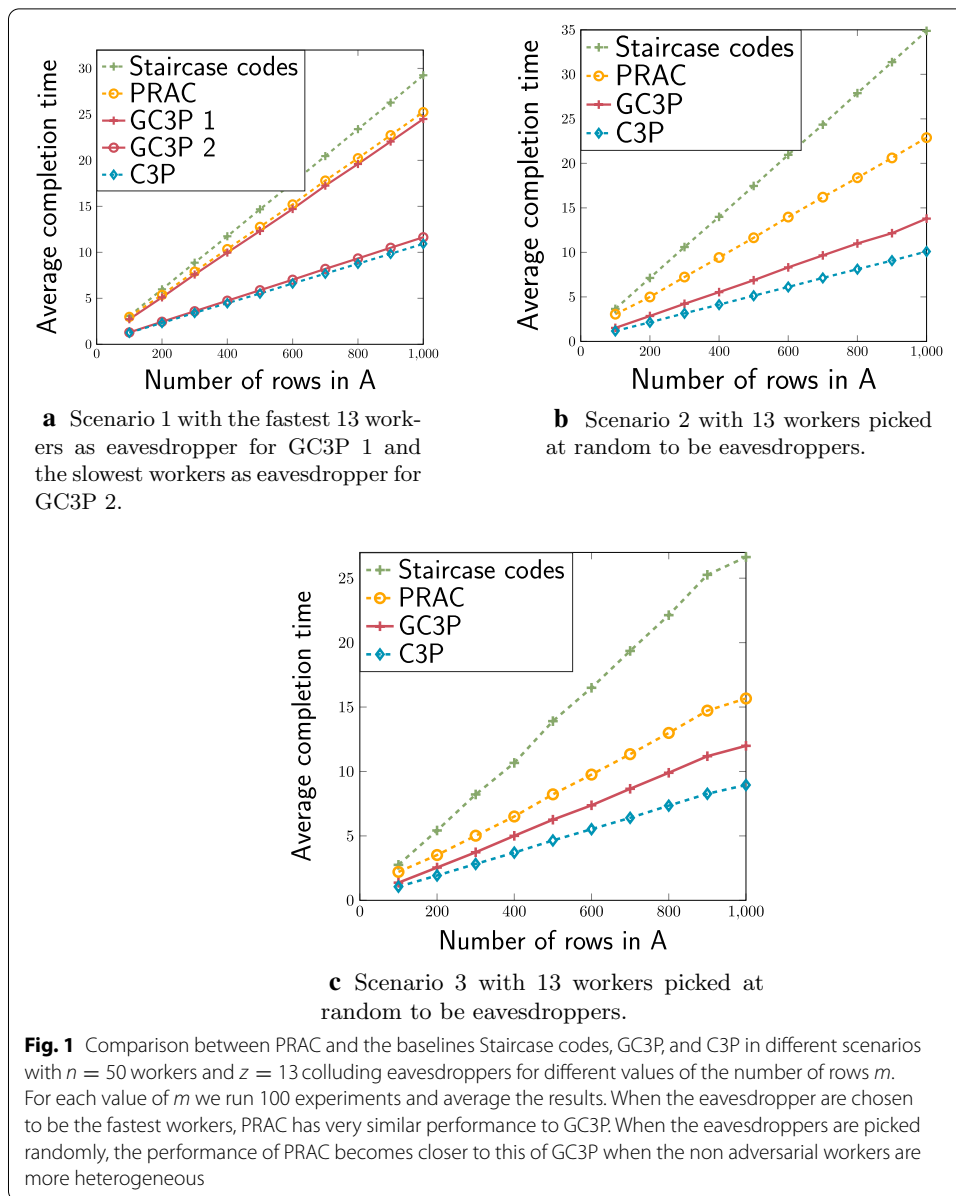 Staircase codes
PRAC
GC3P 1
GC3P 2
C3P
Average completion time
30
25
20
15
10
5
0
0
200
400
600
800
1,000
Number of rows in A
a Scenario 1 with the fastest 13 work-
ers as eavesdropper for GC3P 1 and
the slowest workers as eavesdropper for
GC3P 2.
Staircase codes
PRAC
GC3P
C3P
Average completion time
35
30
25
20
15
10
5
0
0
200
400
600
800
1,000
Number of rows in A
b Scenario 2 with 13 workers picked
at random to be eavesdroppers.
Staircase codes
PRAC
GC3P
C3P
Average completion time
25
20
15
10
5
0
0
200
400
600
800
1,000
Number of rows in A
c Scenario 3 with 13 workers picked at
random to be eavesdroppers.
Fig. 1 Comparison between PRAC and the baselines Staircase codes, GC3P, and C3P in different scenarios
with n = 50 workers and z = 13 colluding eavesdroppers for different values of the number of rows m.
For each value of m we run 100 experiments and average the results. When the eavesdropper are chosen
to be the fastest workers, PRAC has very similar performance to GC3P. When the eavesdroppers are picked
randomly, the performance of PRAC becomes closer to this of GC3P when the non adversarial workers are
more heterogeneous